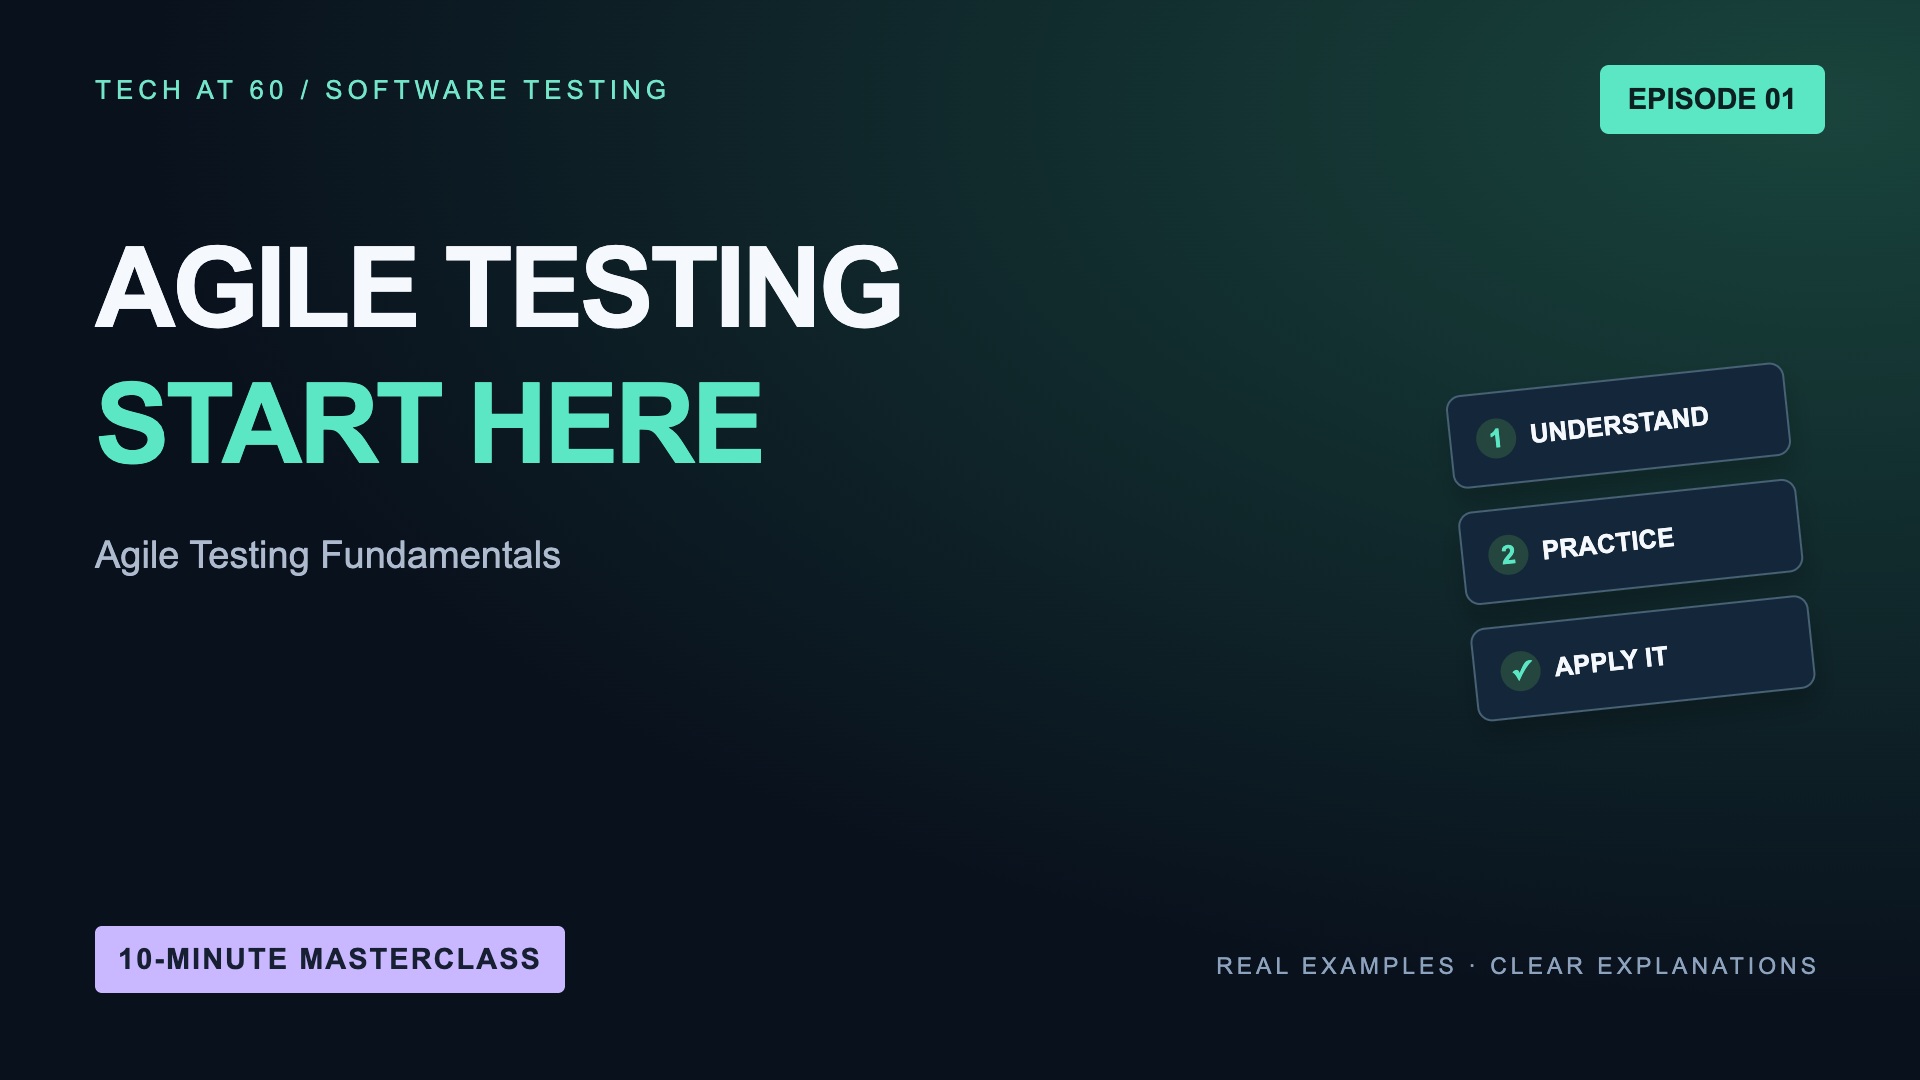 TECH AT 60 / SOFTWARE TESTING
EPISODE 01
AGILE TESTING
START HERE
Agile Testing Fundamentals
1 UNDERSTAND
2 PRACTICE
✓ APPLY IT
10-MINUTE MASTERCLASS
REAL EXAMPLES · CLEAR EXPLANATIONS